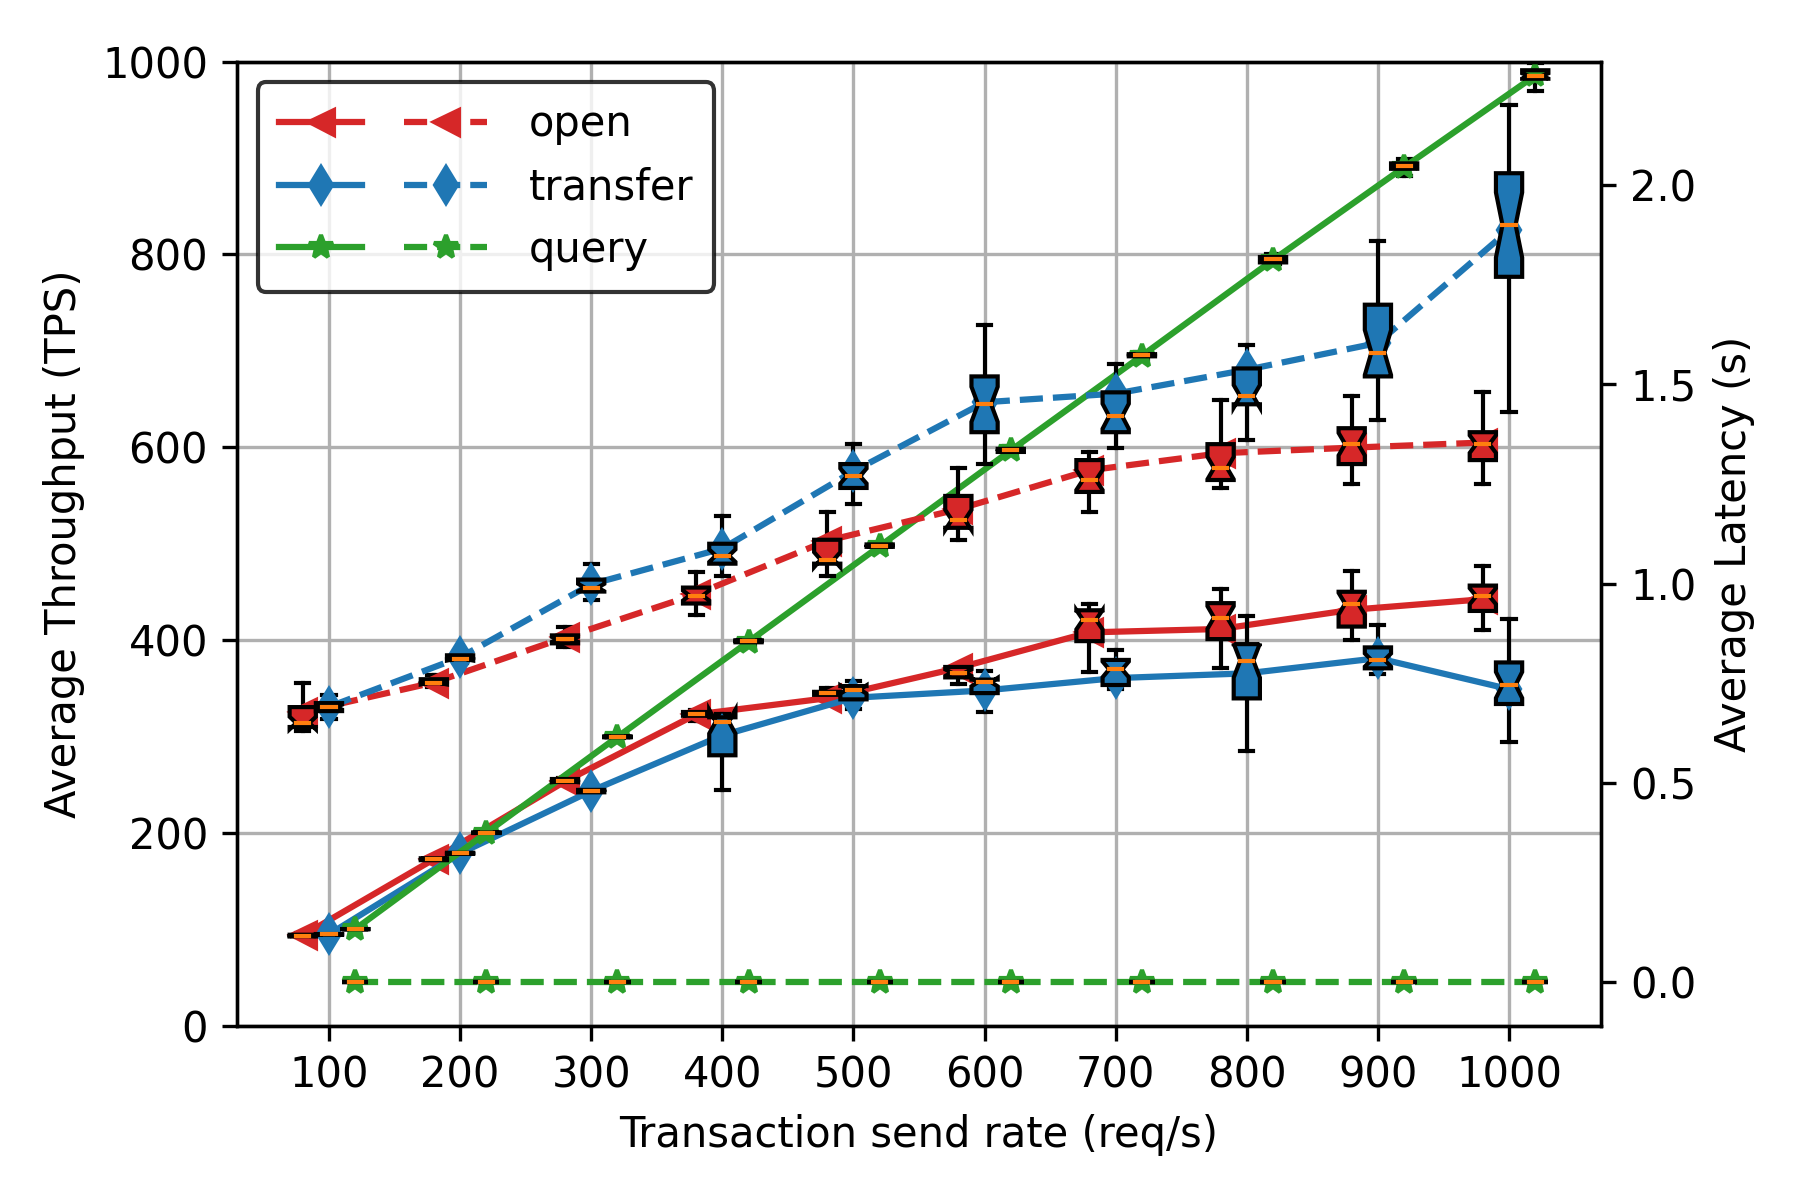 1000
800
600
400
200
0
Average Throughput (TPS)
open
transfer
query
2.0
1.5
1.0
0.5
0.0
Average Latency (s)
100 200 300 400 500 600 700 800 900 1000
Transaction send rate (req/s)